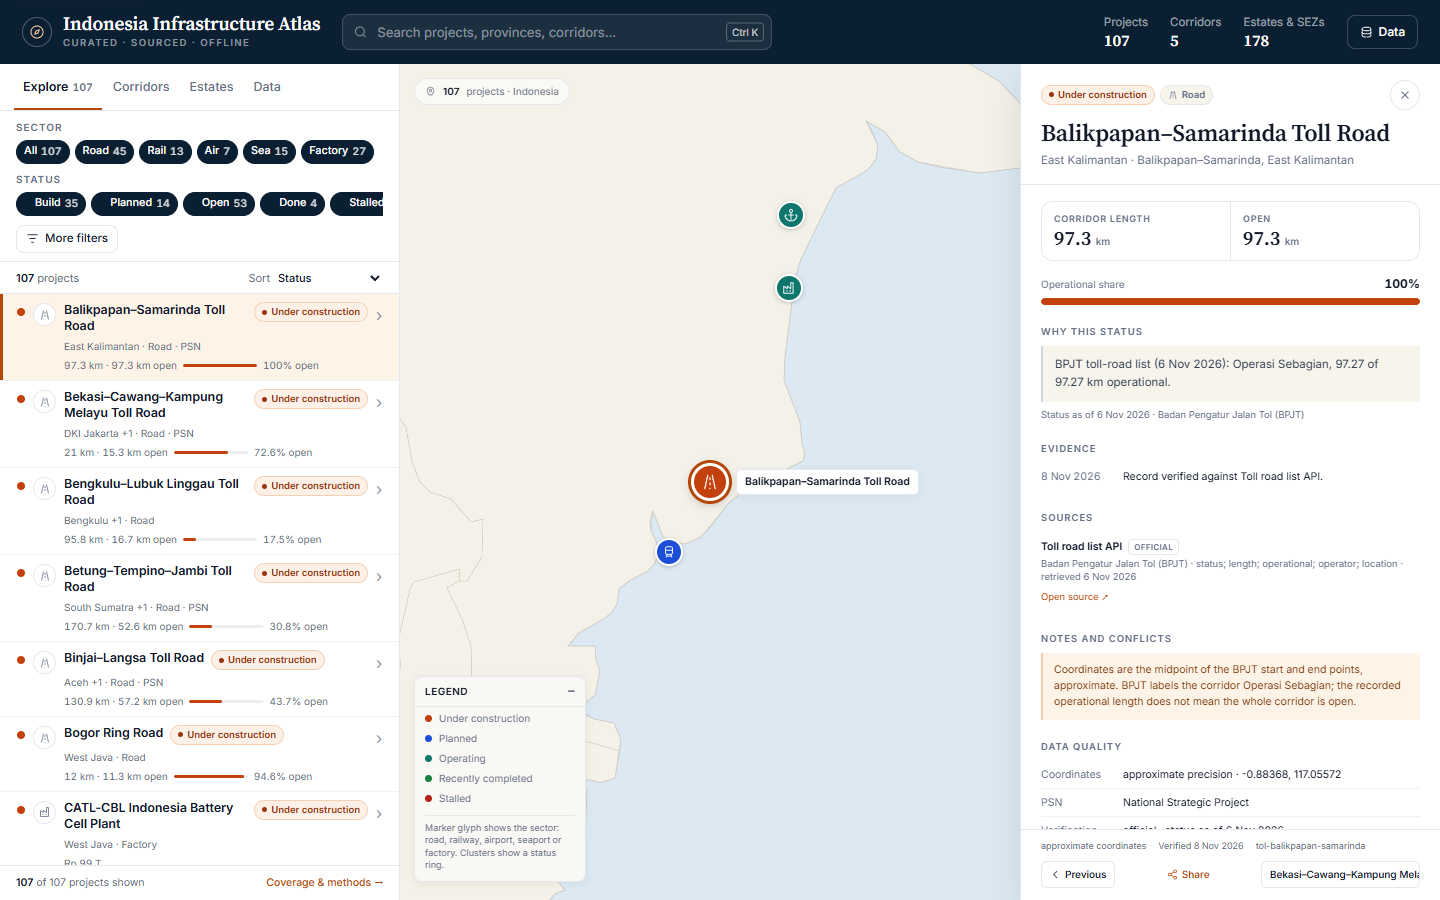 Indonesia Infrastructure Atlas
CURATED · SOURCED · OFFLINE
Search projects, provinces, corridors...
Ctrl K
Projects
107
Corridors
5
Estates & SEZs
178
Data
Explore 107
Corridors
Estates
Data
SECTOR
All 107
Road 45
Rail 13
Air 7
Sea 15
Factory 27
STATUS
Build 35
Planned 14
Open 53
Done 4
Stalled
More filters
107 projects
Sort Status
Balikpapan–Samarinda Toll
Road
Under construction
East Kalimantan · Road · PSN
97.3 km · 97.3 km open
100% open
Bekasi–Cawang–Kampung
Melayu Toll Road
Under construction
DKI Jakarta +1 · Road · PSN
21 km · 15.3 km open
72.6% open
Bengkulu–Lubuk Linggau Toll
Road
Under construction
Bengkulu +1 · Road
95.8 km · 16.7 km open
17.5% open
Betung–Tempino–Jambi Toll
Road
Under construction
South Sumatra +1 · Road · PSN
170.7 km · 52.6 km open
30.8% open
Binjai–Langsa Toll Road
Under construction
Aceh +1 · Road · PSN
130.9 km · 57.2 km open
43.7% open
Bogor Ring Road
Under construction
West Java · Road
12 km · 11.3 km open
94.6% open
CATL-CBL Indonesia Battery
Cell Plant
Under construction
West Java · Factory
Rp 99 T
107 of 107 projects shown
Coverage & methods →
107 projects · Indonesia
Balikpapan–Samarinda Toll Road
LEGEND
Under construction
Planned
Operating
Recently completed
Stalled
Marker glyph shows the sector:
road, railway, airport, seaport or
factory. Clusters show a status
ring.
Under construction
Road
Balikpapan–Samarinda Toll Road
East Kalimantan · Balikpapan–Samarinda, East Kalimantan
CORRIDOR LENGTH
97.3 km
OPEN
97.3 km
Operational share
100%
WHY THIS STATUS
BPJT toll-road list (6 Nov 2026): Operasi Sebagian, 97.27 of
97.27 km operational.
Status as of 6 Nov 2026 · Badan Pengatur Jalan Tol (BPJT)
EVIDENCE
8 Nov 2026
Record verified against Toll road list API.
SOURCES
Toll road list API
OFFICIAL
Badan Pengatur Jalan Tol (BPJT) · status; length; operational; operator; location ·
retrieved 6 Nov 2026
Open source ↗
NOTES AND CONFLICTS
Coordinates are the midpoint of the BPJT start and end points,
approximate. BPJT labels the corridor Operasi Sebagian; the recorded
operational length does not mean the whole corridor is open.
DATA QUALITY
Coordinates
approximate precision · -0.88368, 117.05572
PSN
National Strategic Project
Verification
official · status as of 6 Nov 2026
approximate coordinates
Verified 8 Nov 2026
tol-balikpapan-samarinda
Previous
Share
Bekasi–Cawang–Kampung Mela